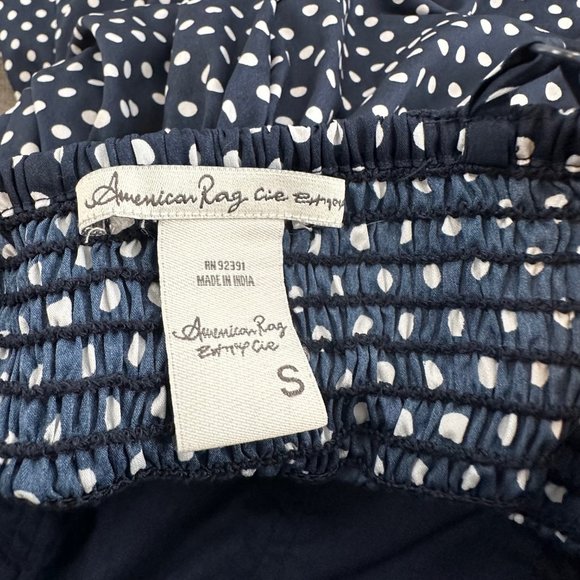 American Rag Cie
RN 92391
MADE IN INDIA
American Rag
Cie
S